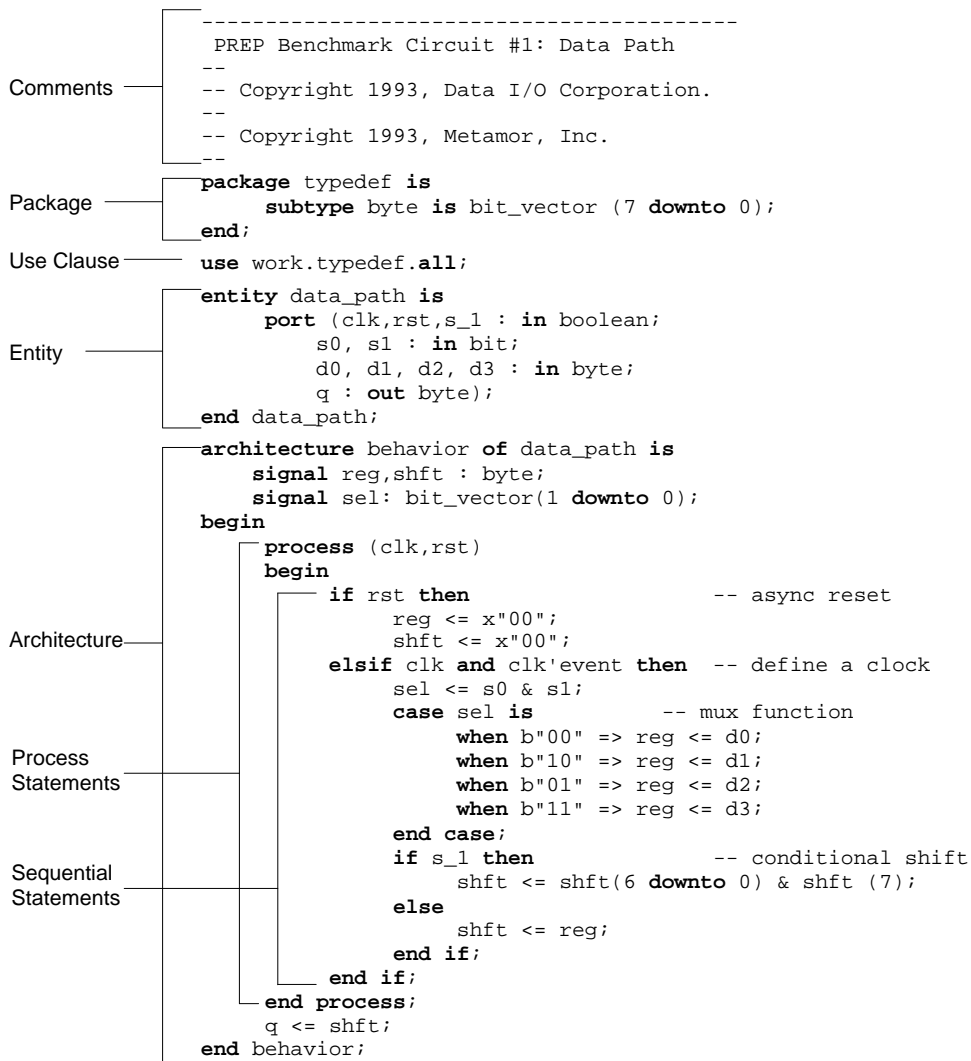 ------------------------------------------
PREP Benchmark Circuit #1: Data Path
--
Comments
-- Copyright 1993, Data I/O Corporation.
--
-- Copyright 1993, Metamor, Inc.
--
package typedef is
Package
subtype byte is bit_vector (7 downto 0);
end;
Use Clause
use work.typedef.all;
entity data_path is
port (clk,rst,s_1 : in boolean;
s0, s1 : in bit;
Entity
d0, d1, d2, d3 : in byte;
q : out byte);
end data_path;
architecture behavior of data_path is
signal reg,shft : byte;
signal sel: bit_vector(1 downto 0);
begin
process (clk,rst)
begin
if rst then -- async reset
reg <= x"00";
shft <= x"00";
Architecture
elsif clk and clk'event then -- define a clock
sel <= s0 & s1;
case sel is -- mux function
when b"00" => reg <= d0;
Process
Statements
when b"10" => reg <= d1;
when b"01" => reg <= d2;
when b"11" => reg <= d3;
end case;
if s_1 then -- conditional shift
Sequential
Statements
shft <= shft(6 downto 0) & shft (7);
else
shft <= reg;
end if;
end if;
end process;
q <= shft;
end behavior;